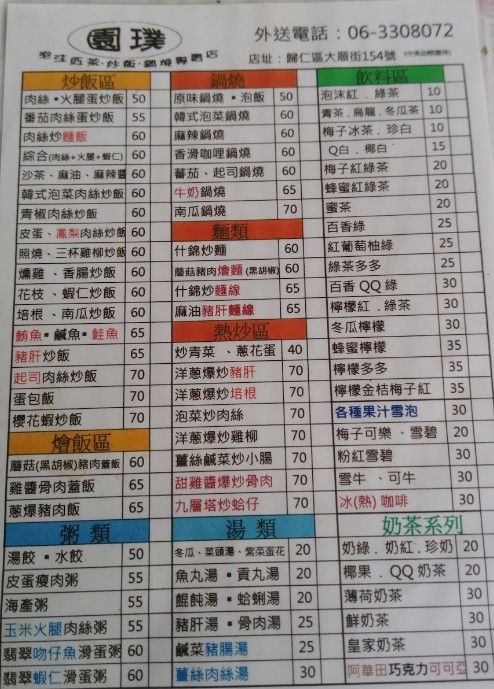 園璞
泡沫奶茶·炒飯·鍋燒專賣店
外送電話：06-3308072
店址：歸仁區大順街154號
炒飯區
肉絲▪火腿蛋炒飯 50
番茄肉絲蛋炒飯 55
肉絲炒麵飯 60
綜合(肉絲+火腿+蝦仁) 60
沙茶、麻油、麻辣醬 60
韓式泡菜肉絲炒飯 60
青椒肉絲炒飯 60
皮蛋、鳳梨肉絲炒飯 60
照燒、三杯雞柳炒飯 60
燻雞、香腸炒飯 60
花枝、蝦仁炒飯 60
培根、南瓜炒飯 60
鮪魚▪鹹魚▪鮭魚 65
豬肝炒飯 65
起司肉絲炒飯 70
蛋包飯 70
櫻花蝦炒飯 70
燴飯區
蘑菇(黑胡椒)豬肉蓋飯 60
雞醬骨肉蓋飯 65
蔥爆豬肉飯 65
粥類
湯餃▪水餃 50
皮蛋瘦肉粥 55
海產粥 55
玉米火腿肉絲粥 55
翡翠吻仔魚滑蛋粥 60
翡翠蝦仁滑蛋粥 60
鍋燒
原味鍋燒▪泡飯 50
韓式泡菜鍋燒 60
麻辣鍋燒 60
香滑咖哩鍋燒 60
番茄、起司鍋燒 60
牛奶鍋燒 65
南瓜鍋燒 70
麵類
什錦炒麵 60
蘑菇豬肉燴麵(黑胡椒) 60
什錦炒麵線 65
麻油豬肝麵線 65
熱炒區
炒青菜、蔥花蛋 40
洋蔥爆炒豬肝 70
洋蔥爆炒培根 70
泡菜炒肉絲 70
洋蔥爆炒雞柳 70
薑絲鹹菜炒小腸 70
甜雞醬爆炒骨肉 70
九層塔炒蛤仔 70
湯類
冬瓜、菜頭湯、紫菜蛋花 20
魚丸湯▪貢丸湯 20
餛飩湯▪蛤蜊湯 20
豬肝湯▪骨肉湯 25
鹹菜豬腸湯 25
薑絲肉絲湯 30
飲料區
泡沫紅．綠茶 10
青茶．烏龍．冬瓜茶 10
梅子冰茶．珍白 10
Q白．椰白 15
梅子紅綠茶 20
蜂蜜紅綠茶 20
蜜茶 20
百香綠 25
紅葡萄柚綠 25
綠茶多多 25
百香QQ綠 30
檸檬紅．綠茶 30
冬瓜檸檬 30
蜂蜜檸檬 35
檸檬多多 35
檸檬金桔梅子紅 35
各種果汁雪泡 30
梅子可樂、雪碧 20
粉紅雪碧 30
雪牛、可牛 30
冰(熱)咖啡 30
奶茶系列
奶綠．奶紅．珍奶 20
椰果．QQ奶茶 20
薄荷奶茶 30
鮮奶茶 30
皇家奶茶 30
阿華田巧克力可可亞 30